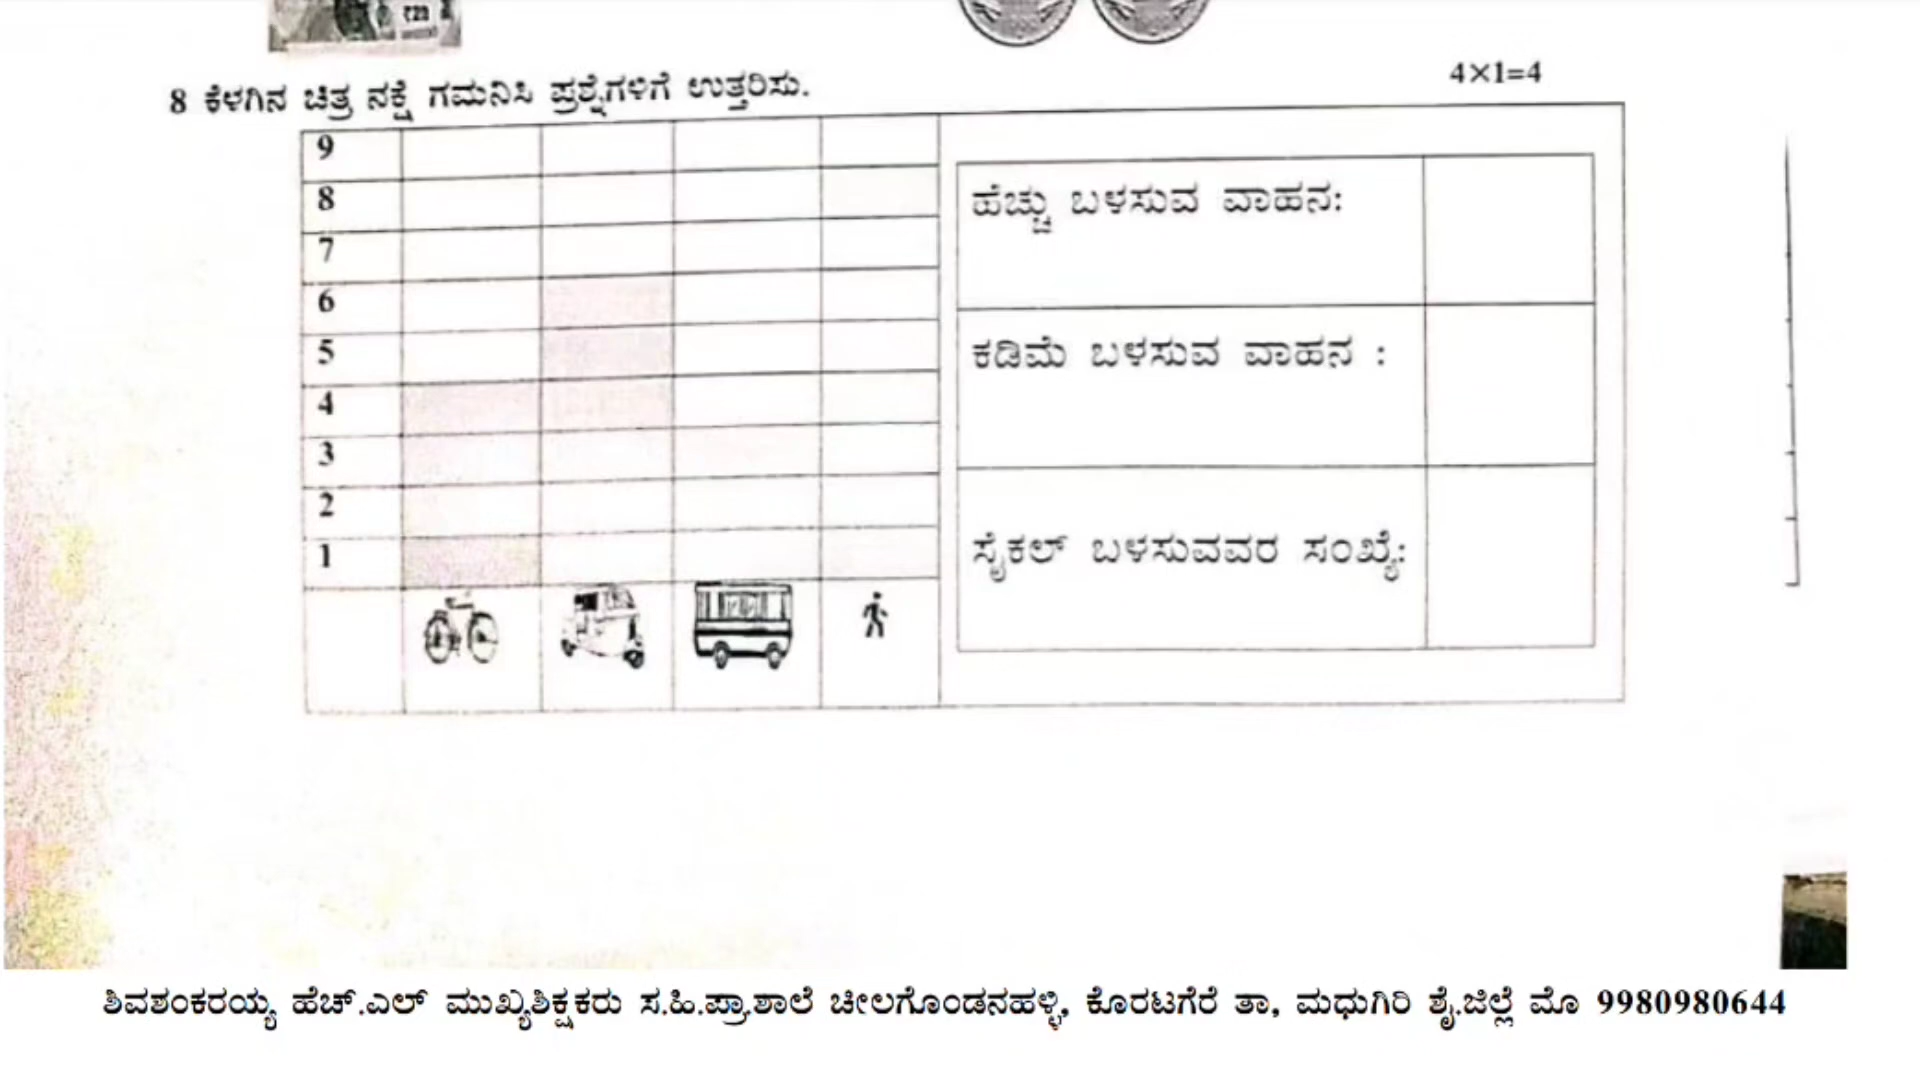 ₹20
8 ಕೆಳಗಿನ ಚಿತ್ರ ನಕ್ಷೆ ಗಮನಿಸಿ ಪ್ರಶ್ನೆಗಳಿಗೆ ಉತ್ತರಿಸು.
4×1=4
9
8
7
6
5
4
3
2
1
ಹೆಚ್ಚು ಬಳಸುವ ವಾಹನ:
ಕಡಿಮೆ ಬಳಸುವ ವಾಹನ :
ಸೈಕಲ್ ಬಳಸುವವರ ಸಂಖ್ಯೆ:
ಶಿವಶಂಕರಯ್ಯ ಹೆಚ್.ಎಲ್ ಮುಖ್ಯಶಿಕ್ಷಕರು ಸ.ಹಿ.ಪ್ರಾ.ಶಾಲೆ ಚೀಲಗೊಂಡನಹಳ್ಳಿ, ಕೊರಟಗೆರೆ ತಾ, ಮಧುಗಿರಿ ಶೈ.ಜಿಲ್ಲೆ ಮೊ 9980980644